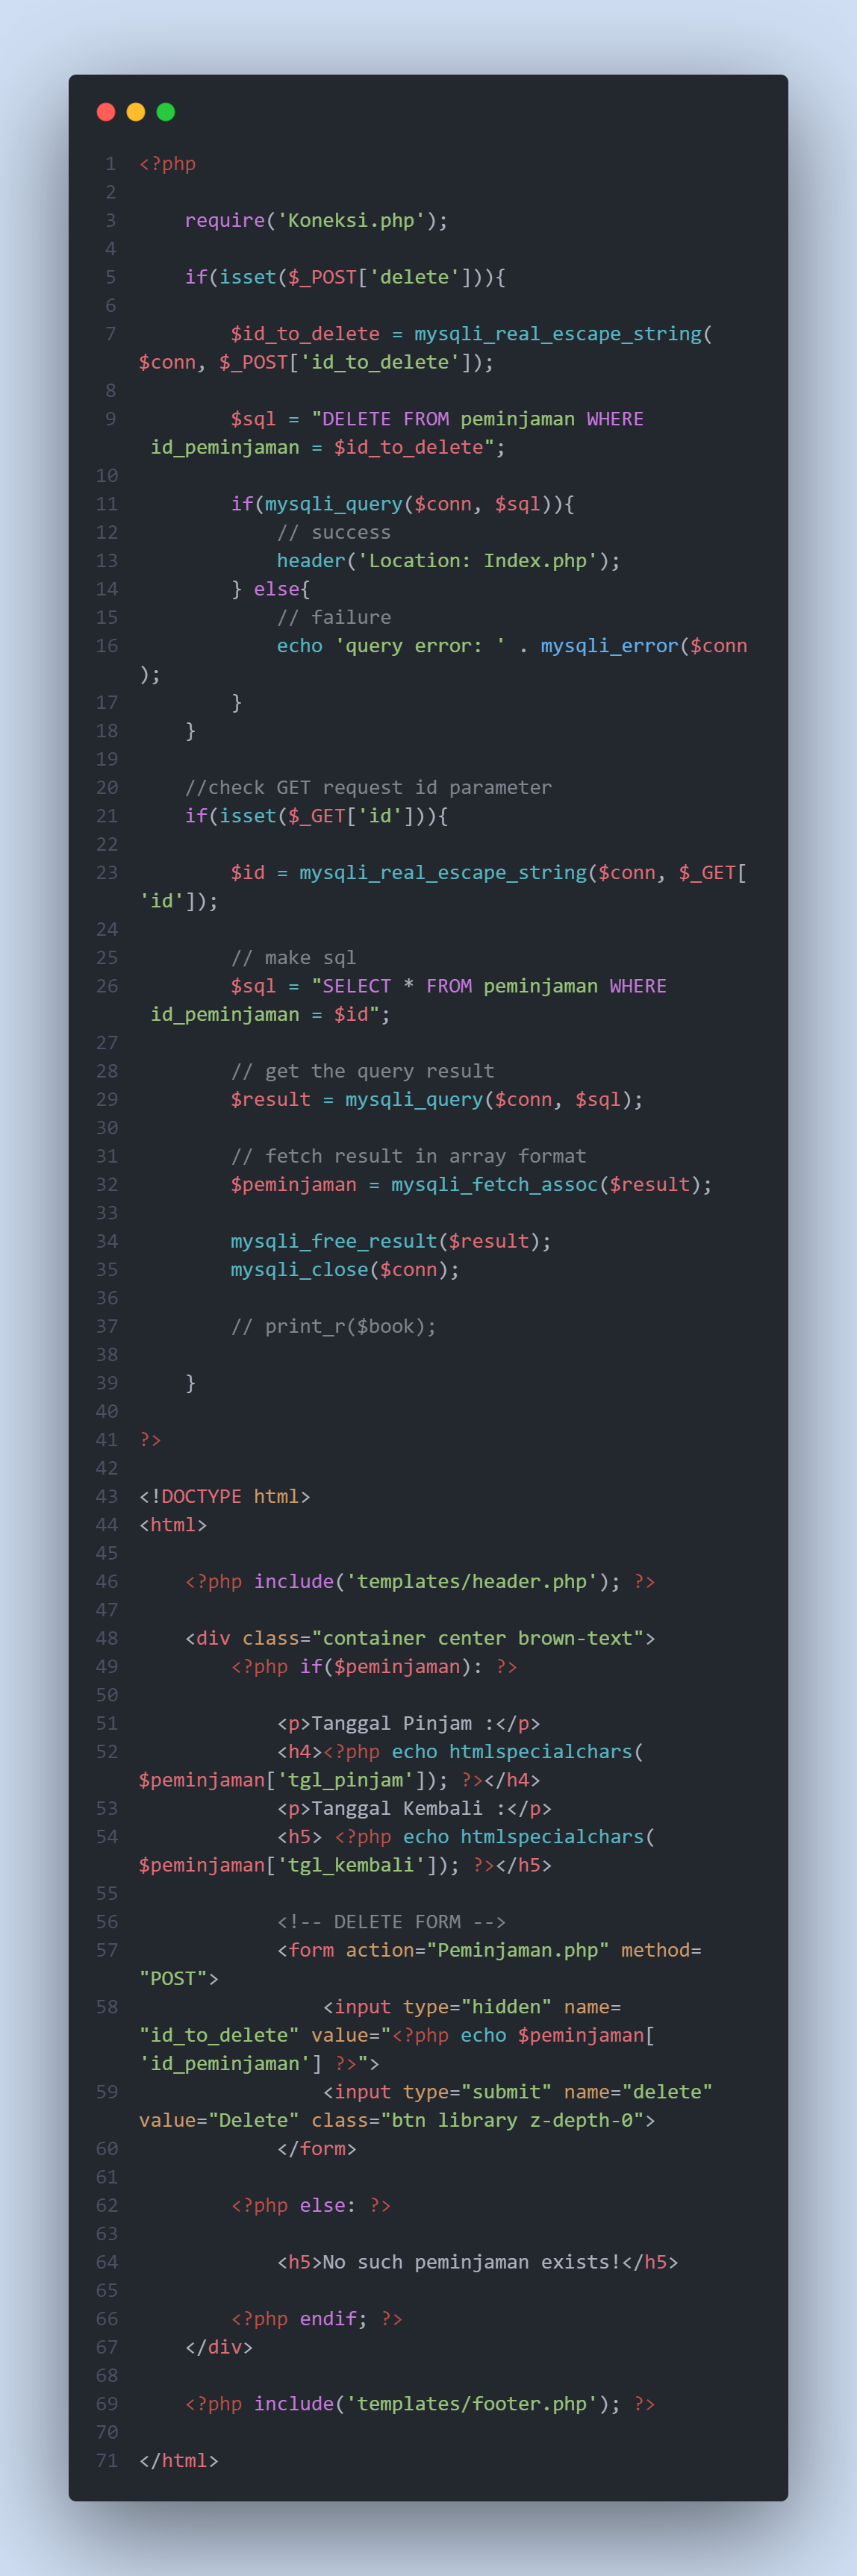 1 <?php
2
3     require('Koneksi.php');
4
5     if(isset($_POST['delete'])){
6
7         $id_to_delete = mysqli_real_escape_string(
$conn, $_POST['id_to_delete']);
8
9         $sql = "DELETE FROM peminjaman WHERE
 id_peminjaman = $id_to_delete";
10
11         if(mysqli_query($conn, $sql)){
12             // success
13             header('Location: Index.php');
14         } else{
15             // failure
16             echo 'query error: ' . mysqli_error($conn
);
17         }
18     }
19
20     //check GET request id parameter
21     if(isset($_GET['id'])){
22
23         $id = mysqli_real_escape_string($conn, $_GET[
'id']);
24
25         // make sql
26         $sql = "SELECT * FROM peminjaman WHERE
 id_peminjaman = $id";
27
28         // get the query result
29         $result = mysqli_query($conn, $sql);
30
31         // fetch result in array format
32         $peminjaman = mysqli_fetch_assoc($result);
33
34         mysqli_free_result($result);
35         mysqli_close($conn);
36
37         // print_r($book);
38
39     }
40
41 ?>
42
43 <!DOCTYPE html>
44 <html>
45
46     <?php include('templates/header.php'); ?>
47
48     <div class="container center brown-text">
49         <?php if($peminjaman): ?>
50
51             <p>Tanggal Pinjam :</p>
52             <h4><?php echo htmlspecialchars(
$peminjaman['tgl_pinjam']); ?></h4>
53             <p>Tanggal Kembali :</p>
54             <h5> <?php echo htmlspecialchars(
$peminjaman['tgl_kembali']); ?></h5>
55
56             <!-- DELETE FORM -->
57             <form action="Peminjaman.php" method=
"POST">
58                 <input type="hidden" name=
"id_to_delete" value="<?php echo $peminjaman[
'id_peminjaman'] ?>">
59                 <input type="submit" name="delete"
value="Delete" class="btn library z-depth-0">
60             </form>
61
62         <?php else: ?>
63
64             <h5>No such peminjaman exists!</h5>
65
66         <?php endif; ?>
67     </div>
68
69     <?php include('templates/footer.php'); ?>
70
71 </html>